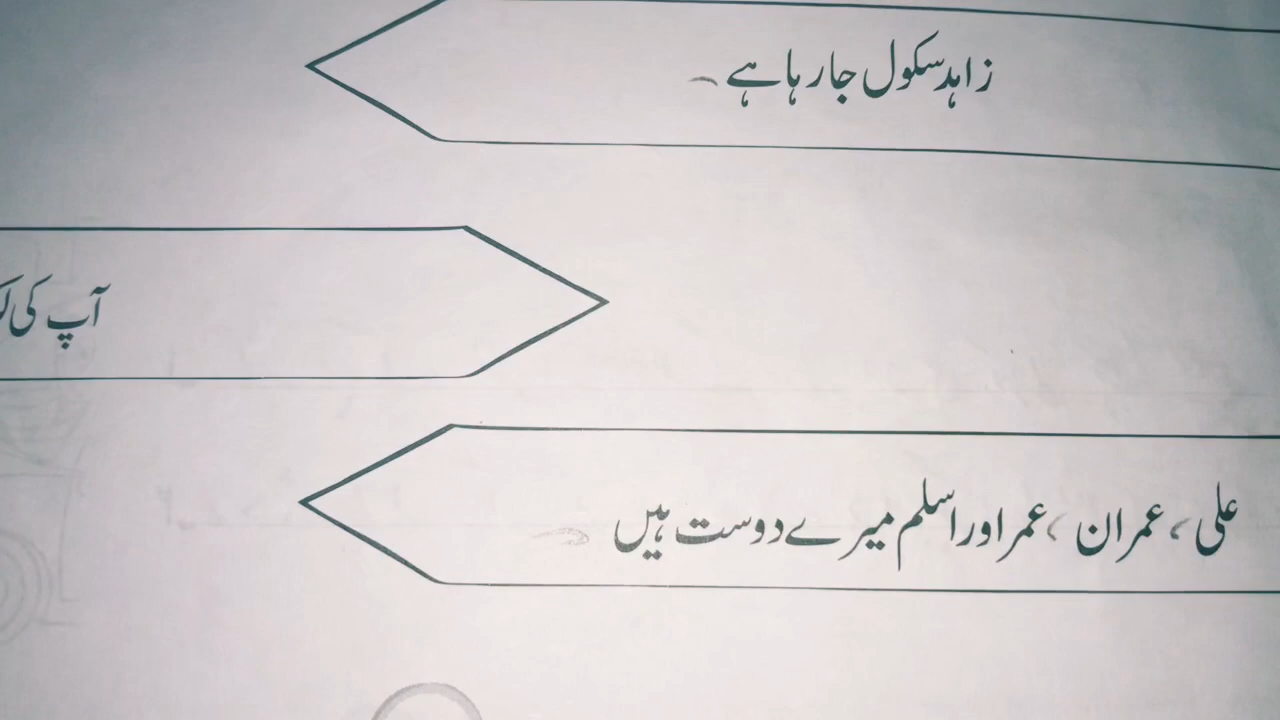 زاہد سکول جا رہا ہے ۔
آپ کی
علی ، عمران ، عمر اور اسلم میرے دوست ہیں